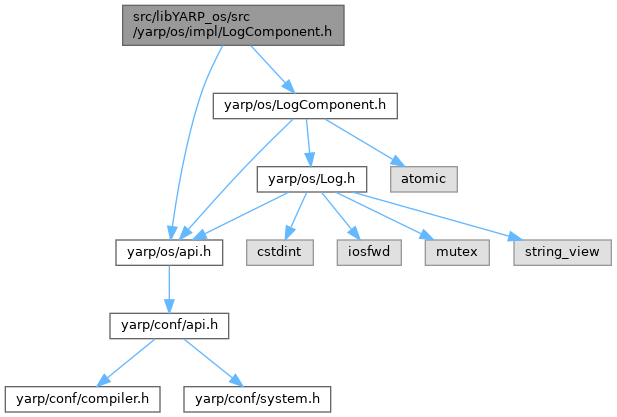 src/libYARP_os/src
/yarp/os/impl/LogComponent.h
yarp/os/LogComponent.h
yarp/os/Log.h
atomic
yarp/os/api.h
cstdint
iosfwd
mutex
string_view
yarp/conf/api.h
yarp/conf/compiler.h
yarp/conf/system.h